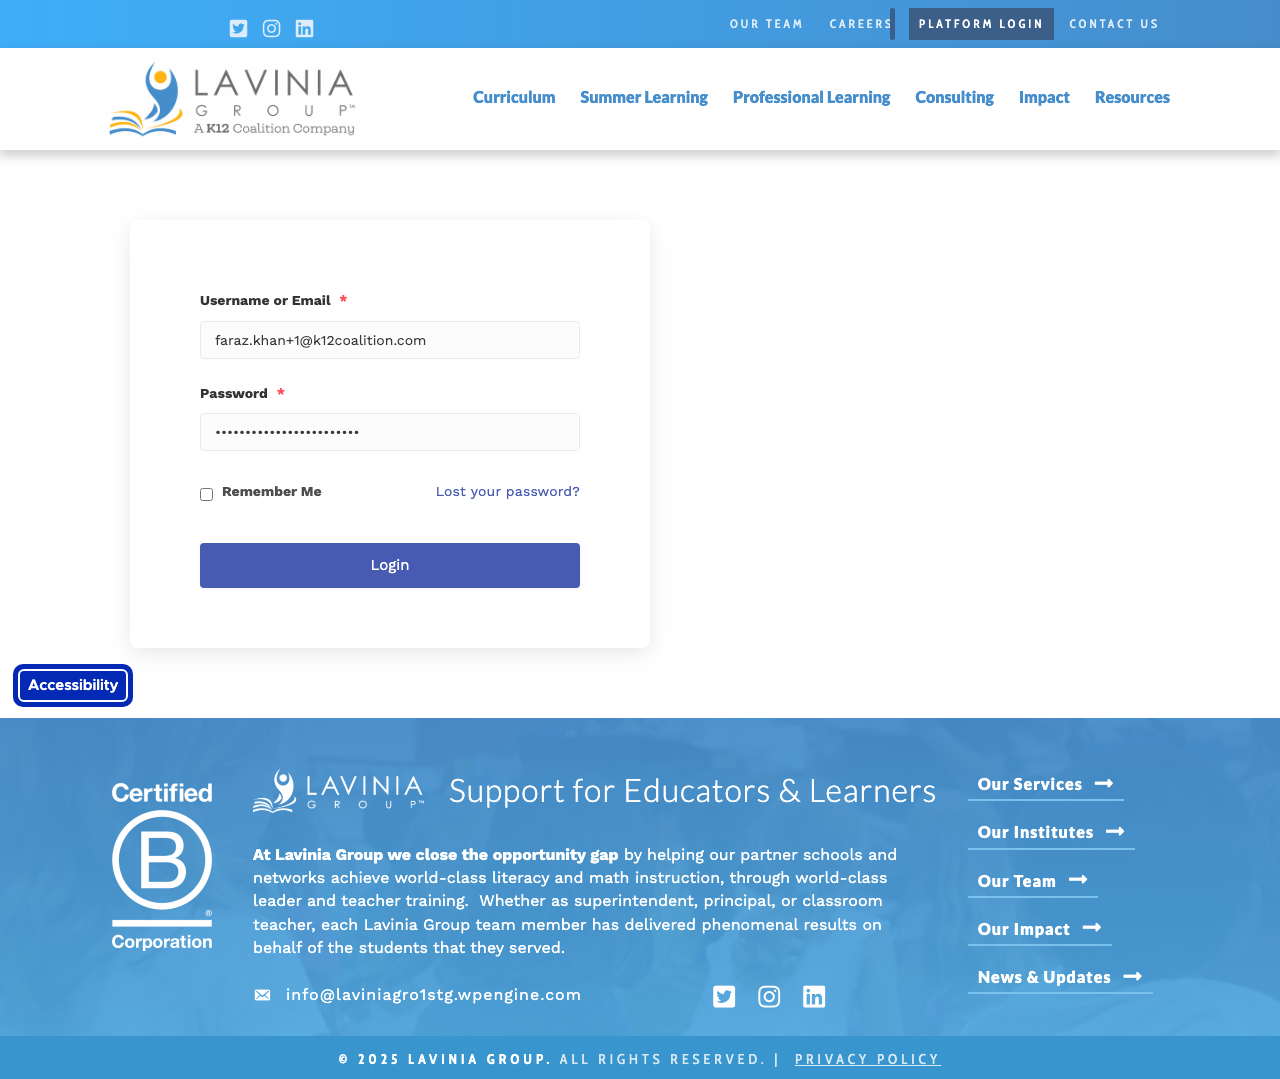 OUR TEAM CAREERS PLATFORM LOGIN CONTACT US
LAVINIA
GROUP™
A K12 Coalition Company
Curriculum Summer Learning Professional Learning Consulting Impact Resources
Username or Email *
faraz.khan+1@k12coalition.com
Password *
••••••••••••••••••••••••
Remember Me Lost your password?
Login
Accessibility
Certified
B
®
Corporation
LAVINIA
GROUP™
Support for Educators & Learners
At Lavinia Group we close the opportunity gap by helping our partner schools and
networks achieve world-class literacy and math instruction, through world-class
leader and teacher training. Whether as superintendent, principal, or classroom
teacher, each Lavinia Group team member has delivered phenomenal results on
behalf of the students that they served.
info@laviniagro1stg.wpengine.com
Our Services
Our Institutes
Our Team
Our Impact
News & Updates
© 2025 LAVINIA GROUP. ALL RIGHTS RESERVED. | PRIVACY POLICY